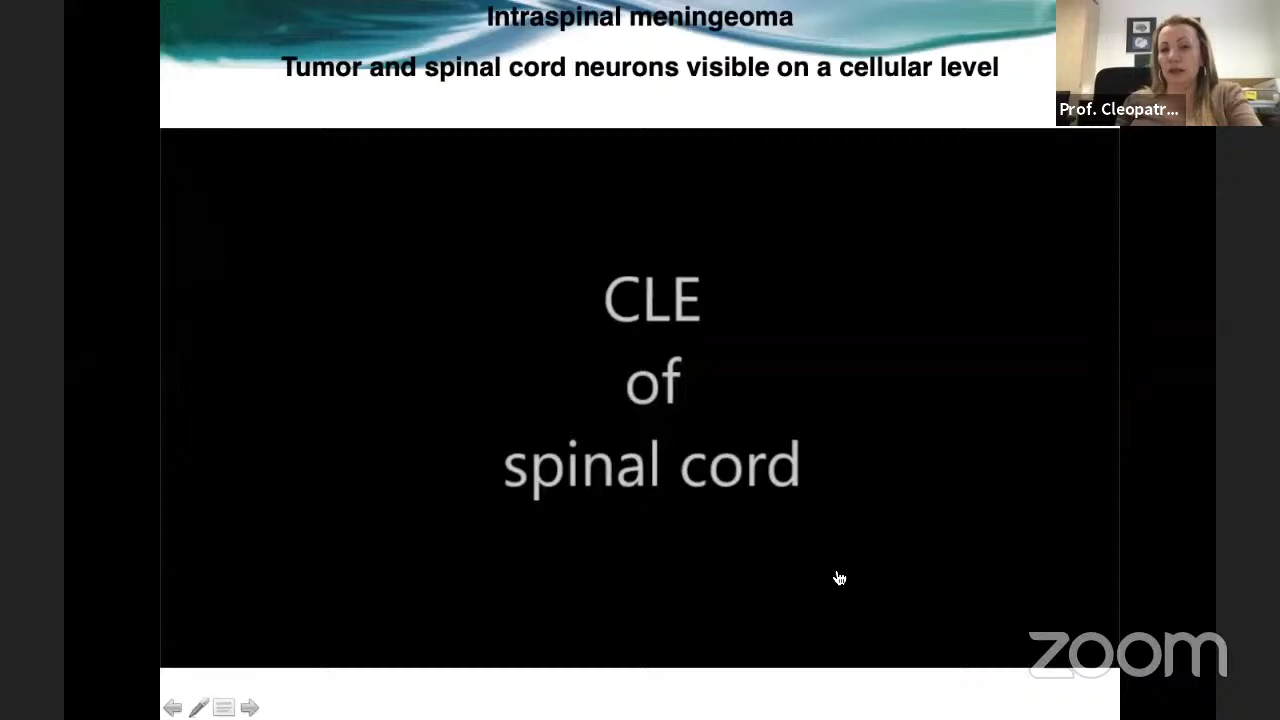 Intraspinal meningeoma
Tumor and spinal cord neurons visible on a cellular level
Prof. Cleopatr...
CLE
of
spinal cord
zoom